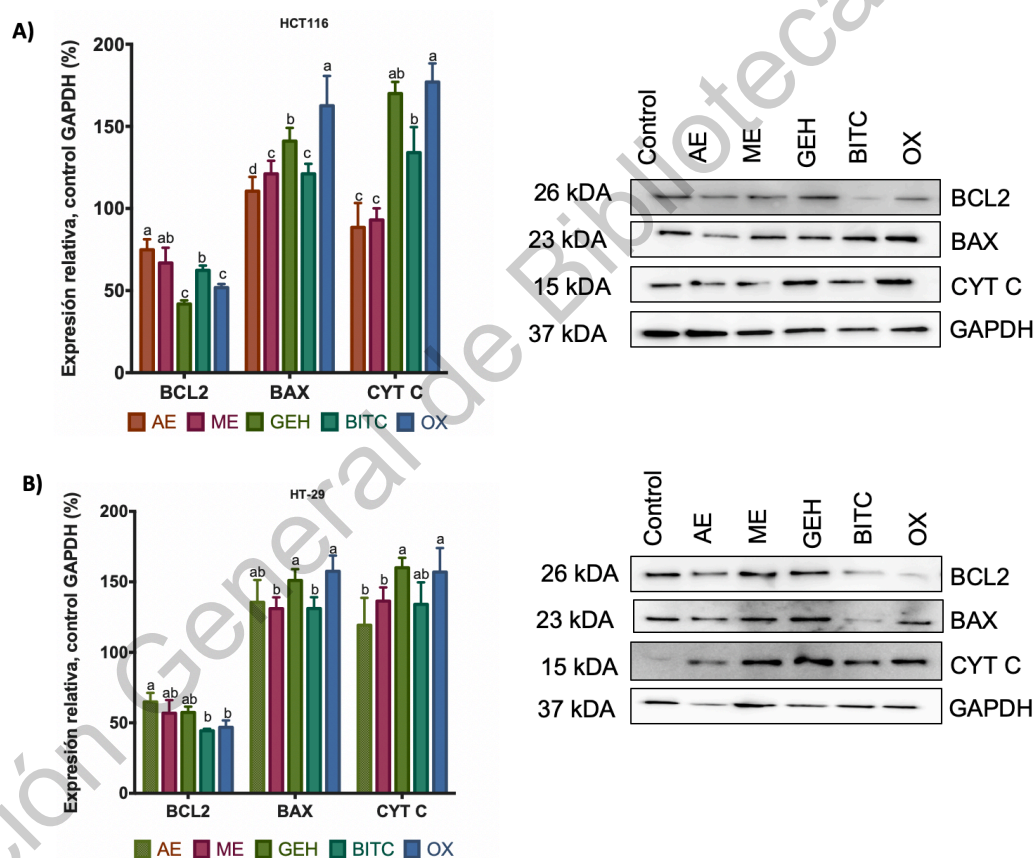 A)
HCT116
Expresión relativa, control GAPDH (%)
200
150
100
50
0
a ab c b c
d c b c a
c c ab b a
BCL2 BAX CYT C
AE ME GEH BITC OX
Control AE ME GEH BITC OX
26 kDA BCL2
23 kDA BAX
15 kDA CYT C
37 kDA GAPDH
B)
HT-29
Expresión relativa, control GAPDH (%)
200
150
100
50
0
a ab ab b b
ab b a b a
b b a ab a
BCL2 BAX CYT C
AE ME GEH BITC OX
Control AE ME GEH BITC OX
26 kDA BCL2
23 kDA BAX
15 kDA CYT C
37 kDA GAPDH
ción General de Biblioteca